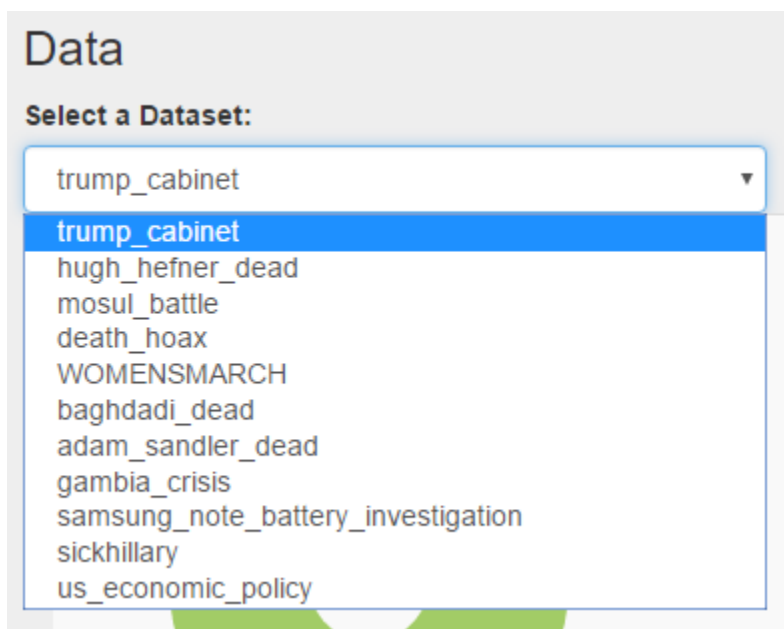 Data
Select a Dataset:
trump_cabinet
trump_cabinet
hugh_hefner_dead
mosul_battle
death_hoax
WOMENSMARCH
baghdadi_dead
adam_sandler_dead
gambia_crisis
samsung_note_battery_investigation
sickhillary
us_economic_policy